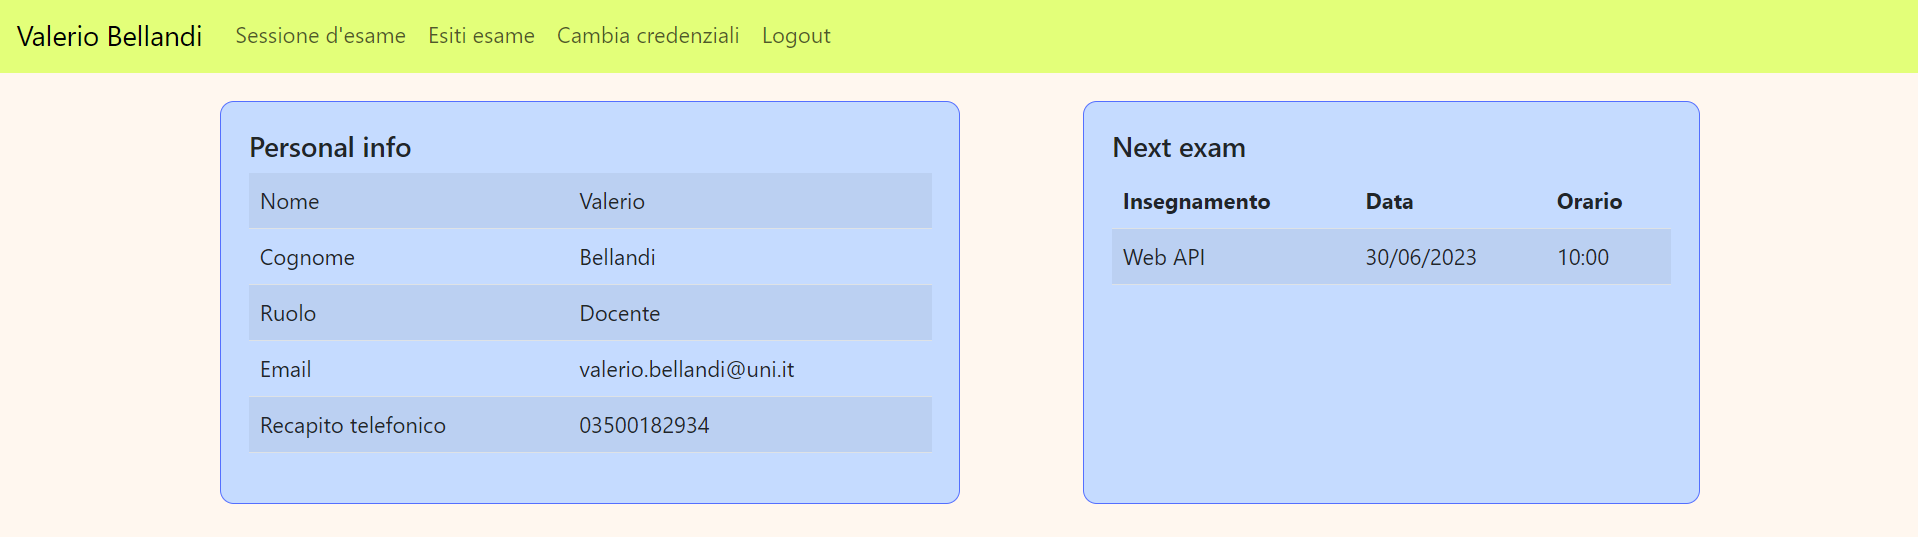 Valerio Bellandi Sessione d'esame Esiti esame Cambia credenziali Logout
Personal info
Nome Valerio
Cognome Bellandi
Ruolo Docente
Email valerio.bellandi@uni.it
Recapito telefonico 03500182934
Next exam
Insegnamento Data Orario
Web API 30/06/2023 10:00